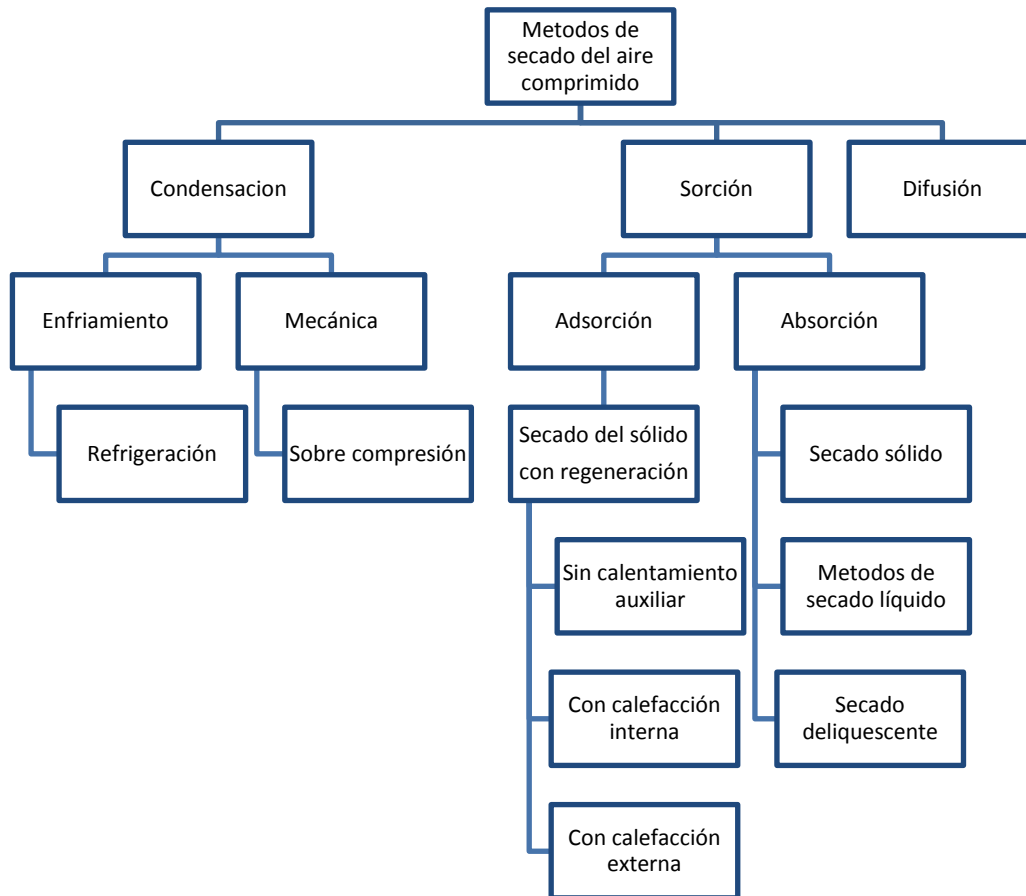 Metodos de
secado del aire
comprimido
Condensacion
Sorción
Difusión
Enfriamiento
Mecánica
Adsorción
Absorción
Refrigeración
Sobre compresión
Secado del sólido
con regeneración
Secado sólido
Sin calentamiento
auxiliar
Metodos de
secado líquido
Con calefacción
interna
Secado
deliquescente
Con calefacción
externa